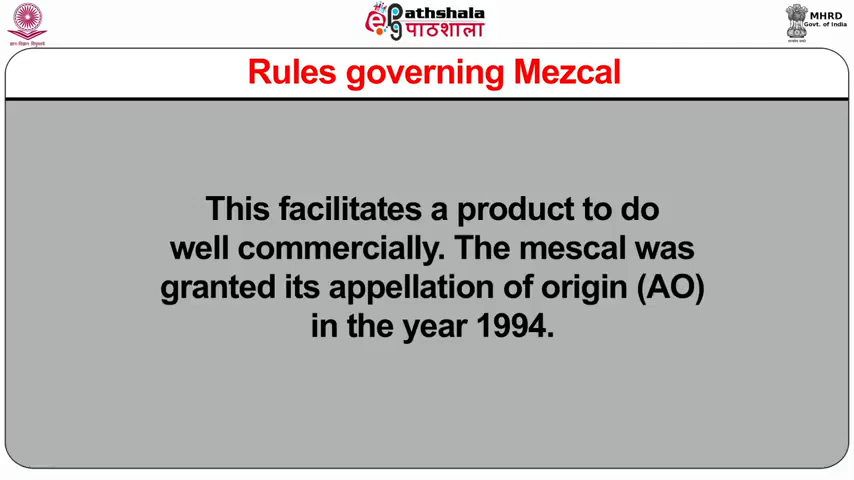 Pathshala
पाठशाला
MHRD
Govt. of India
Rules governing Mezcal
This facilitates a product to do
well commercially. The mescal was
granted its appellation of origin (AO)
in the year 1994.